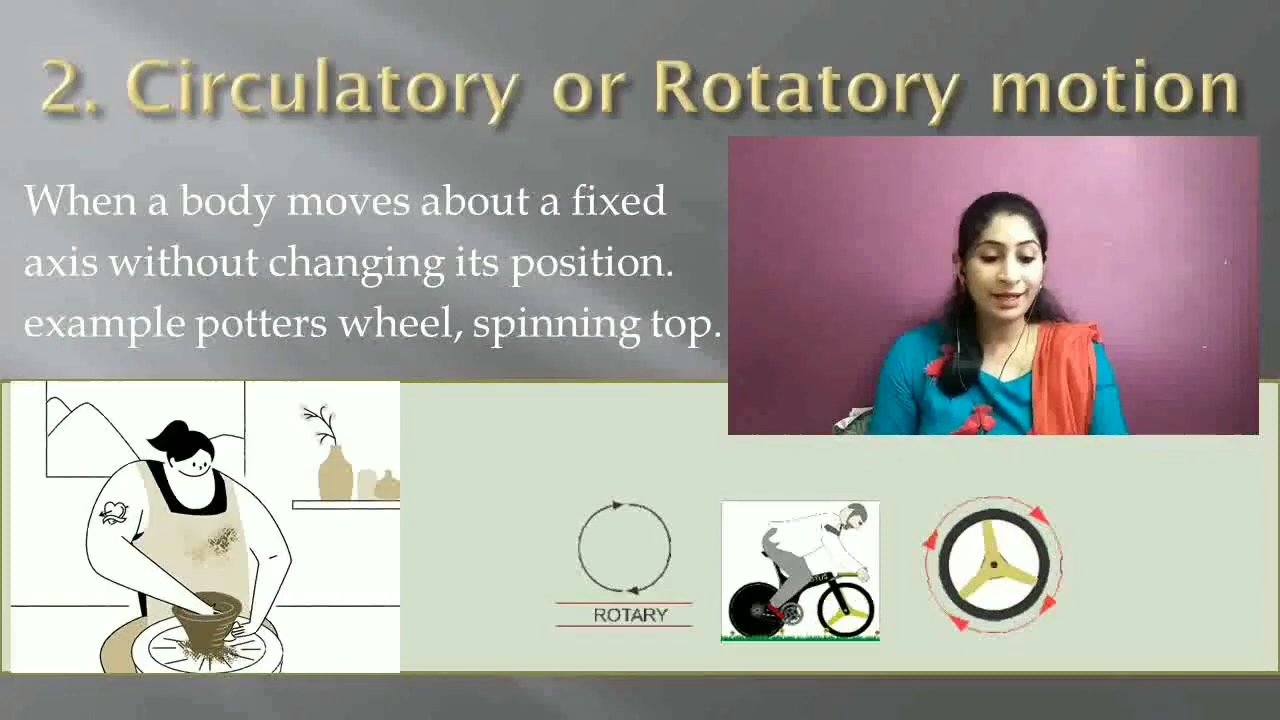 2. Circulatory or Rotatory motion
When a body moves about a fixed
axis without changing its position.
example potters wheel, spinning top.
ROTARY